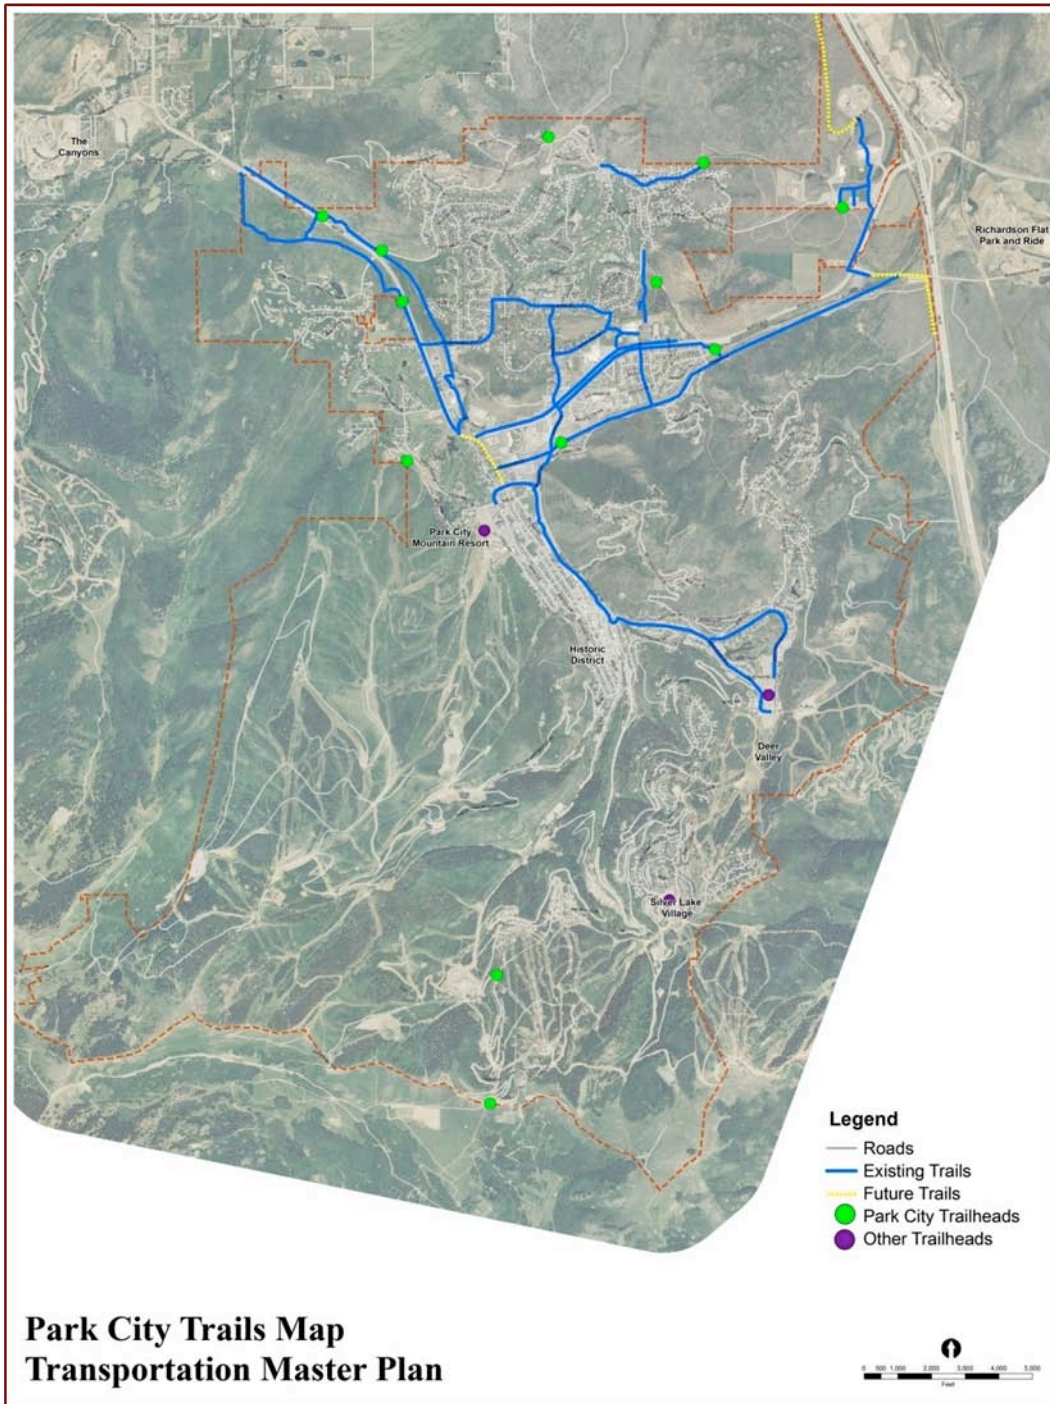 The
Canyons
Richardson Flat
Park and Ride
Park City
Mountain Resort
Historic
District
Deer
Valley
Silver Lake
Village
Legend
Roads
Existing Trails
Future Trails
Park City Trailheads
Other Trailheads
Park City Trails Map
Transportation Master Plan
0 500 1,000 2,000 3,000 4,000 5,000
Feet